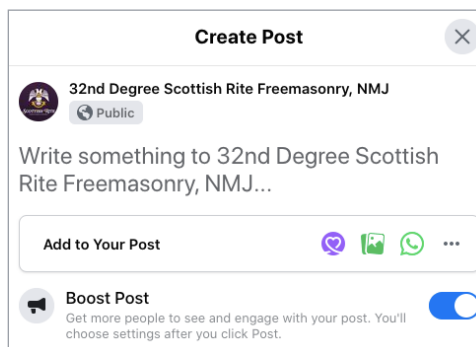 Create Post
32nd Degree Scottish Rite Freemasonry, NMJ
Public
Write something to 32nd Degree Scottish
Rite Freemasonry, NMJ...
Add to Your Post
Boost Post
Get more people to see and engage with your post. You'll
choose settings after you click Post.